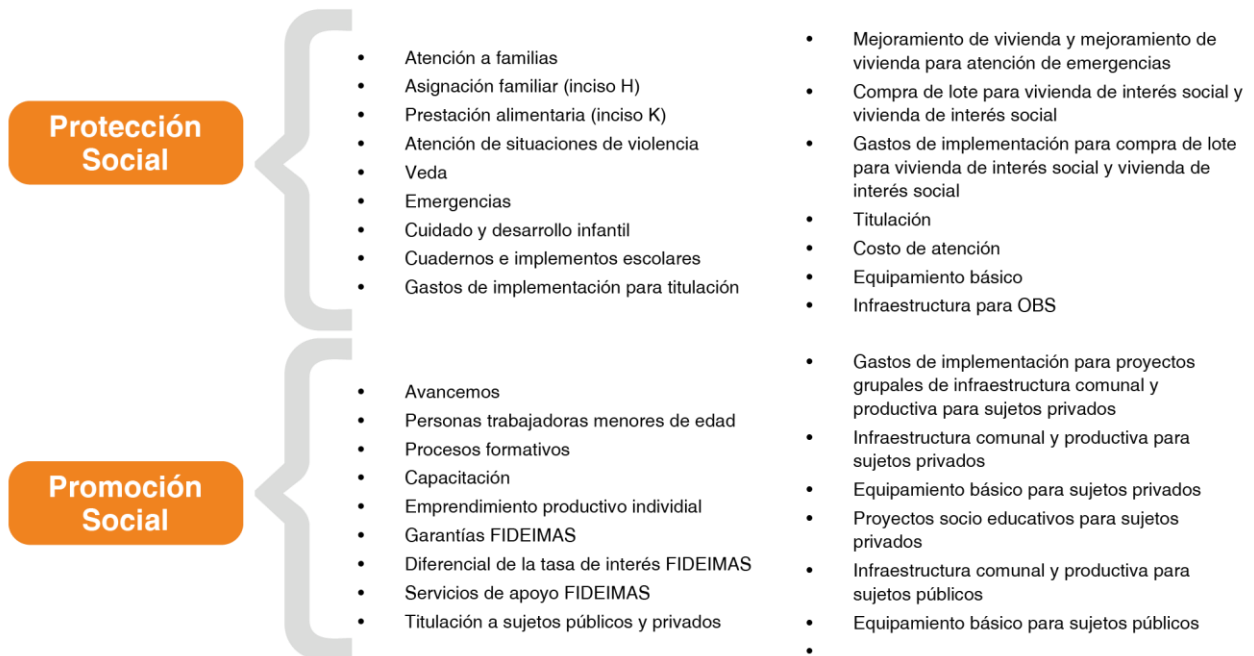 Protección
Social
• Atención a familias
• Asignación familiar (inciso H)
• Prestación alimentaria (inciso K)
• Atención de situaciones de violencia
• Veda
• Emergencias
• Cuidado y desarrollo infantil
• Cuadernos e implementos escolares
• Gastos de implementación para titulación
• Mejoramiento de vivienda y mejoramiento de
vivienda para atención de emergencias
• Compra de lote para vivienda de interés social y
vivienda de interés social
• Gastos de implementación para compra de lote
para vivienda de interés social y vivienda de
interés social
• Titulación
• Costo de atención
• Equipamiento básico
• Infraestructura para OBS
Promoción
Social
• Avancemos
• Personas trabajadoras menores de edad
• Procesos formativos
• Capacitación
• Emprendimiento productivo individial
• Garantías FIDEIMAS
• Diferencial de la tasa de interés FIDEIMAS
• Servicios de apoyo FIDEIMAS
• Titulación a sujetos públicos y privados
• Gastos de implementación para proyectos
grupales de infraestructura comunal y
productiva para sujetos privados
• Infraestructura comunal y productiva para
sujetos privados
• Equipamiento básico para sujetos privados
• Proyectos socio educativos para sujetos
privados
• Infraestructura comunal y productiva para
sujetos públicos
• Equipamiento básico para sujetos públicos
•